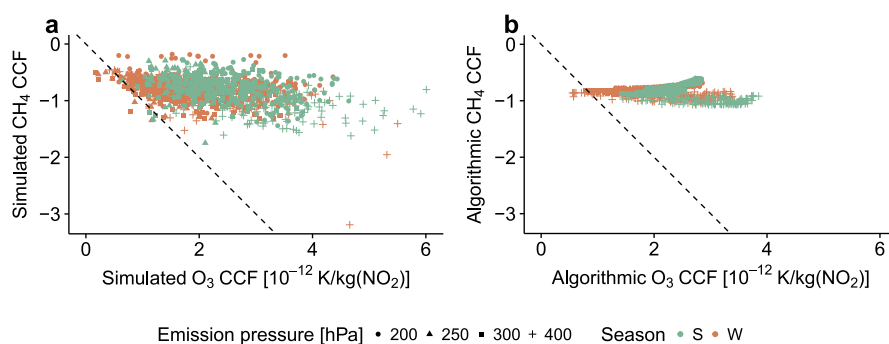 a
b
0
−1
−2
−3
Simulated CH₄ CCF
0 2 4 6
Simulated O₃ CCF [10⁻¹² K/kg(NO₂)]
0
−1
−2
−3
Algorithmic CH₄ CCF
0 2 4 6
Algorithmic O₃ CCF [10⁻¹² K/kg(NO₂)]
Emission pressure [hPa] 200 250 300 400 Season S W